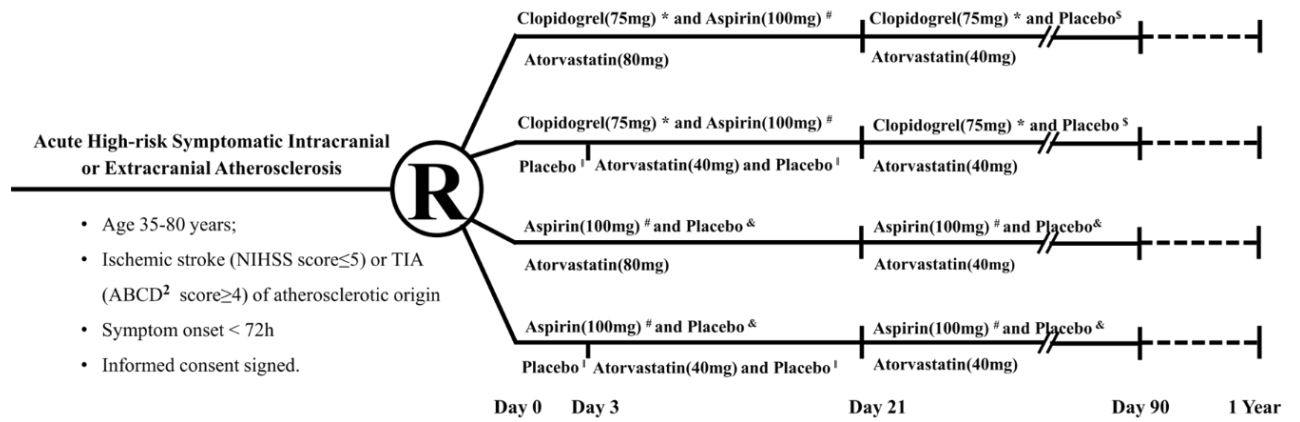 Clopidogrel(75mg) * and Aspirin(100mg) # Clopidogrel(75mg) * and Placebo$
Atorvastatin(80mg) Atorvastatin(40mg)
Acute High-risk Symptomatic Intracranial
or Extracranial Atherosclerosis
• Age 35-80 years;
• Ischemic stroke (NIHSS score≤5) or TIA
(ABCD² score≥4) of atherosclerotic origin
• Symptom onset < 72h
• Informed consent signed.
R
Clopidogrel(75mg) * and Aspirin(100mg) # Clopidogrel(75mg) * and Placebo $
Placebo ‖ Atorvastatin(40mg) and Placebo ‖ Atorvastatin(40mg)
Aspirin(100mg) # and Placebo & Aspirin(100mg) # and Placebo&
Atorvastatin(80mg) Atorvastatin(40mg)
Aspirin(100mg) # and Placebo & Aspirin(100mg) # and Placebo &
Placebo ‖ Atorvastatin(40mg) and Placebo ‖ Atorvastatin(40mg)
Day 0 Day 3 Day 21 Day 90 1 Year